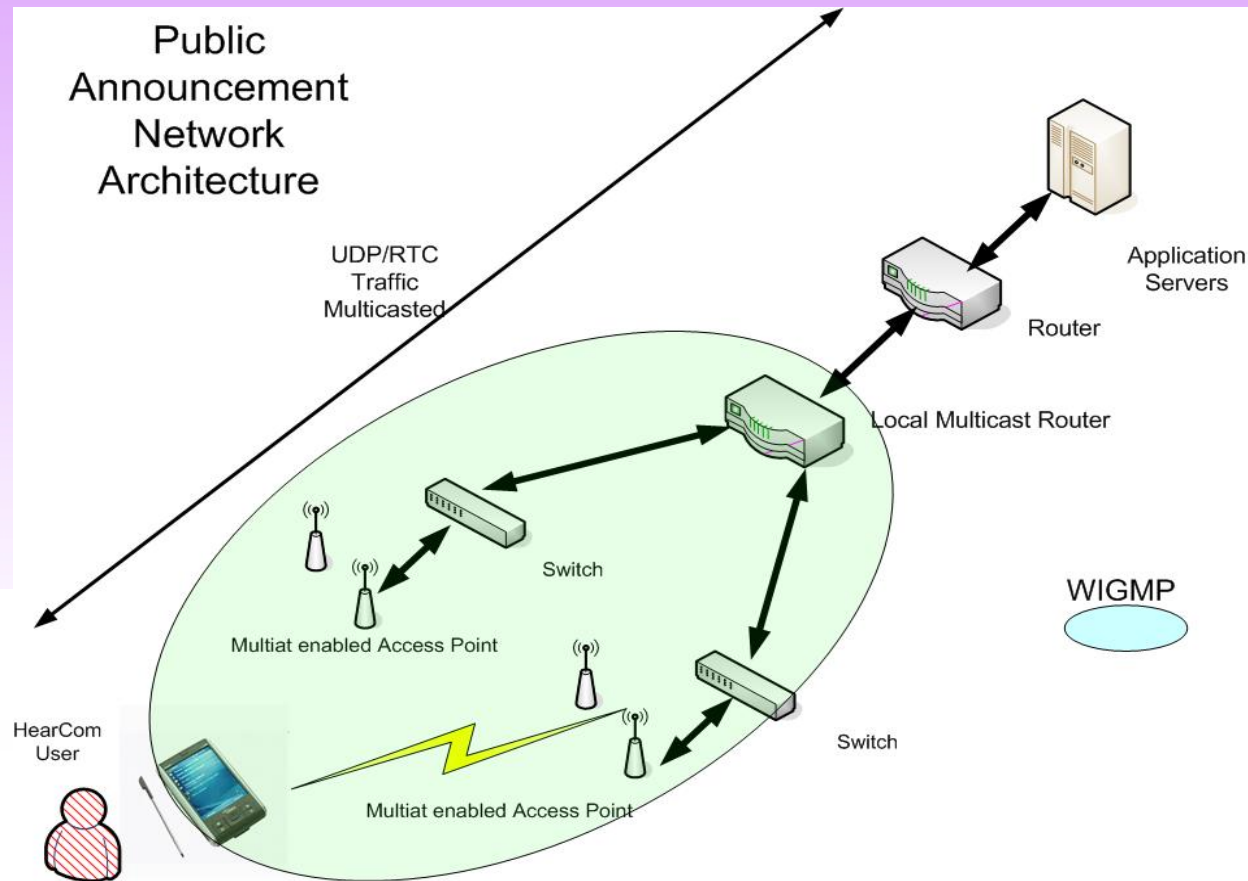 Public
Announcement
Network
Architecture
UDP/RTC
Traffic
Multicasted
Application
Servers
Router
Local Multicast Router
Switch
WIGMP
Multiat enabled Access Point
HearCom
User
Switch
Multiat enabled Access Point